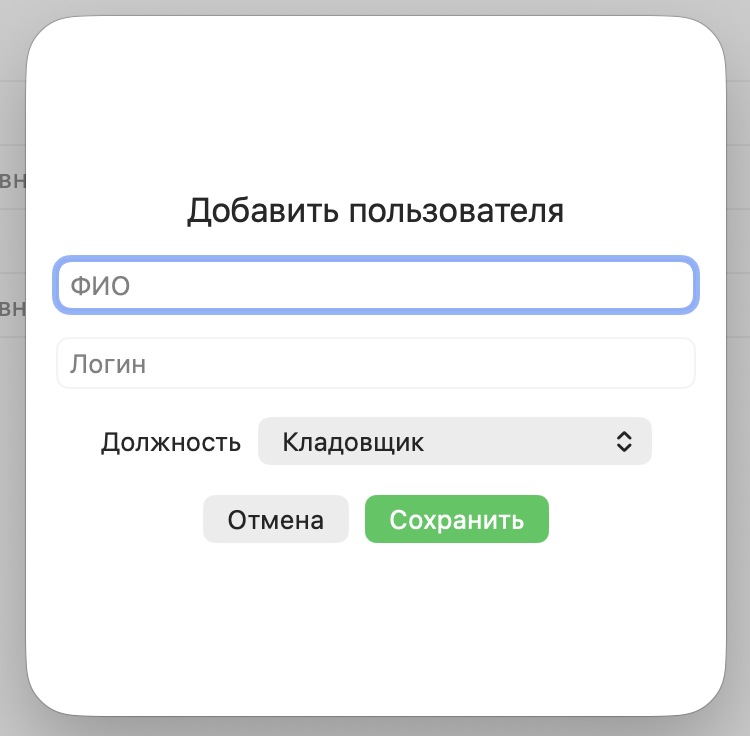 Добавить пользователя
ФИО
Логин
Должность Кладовщик
Отмена Сохранить